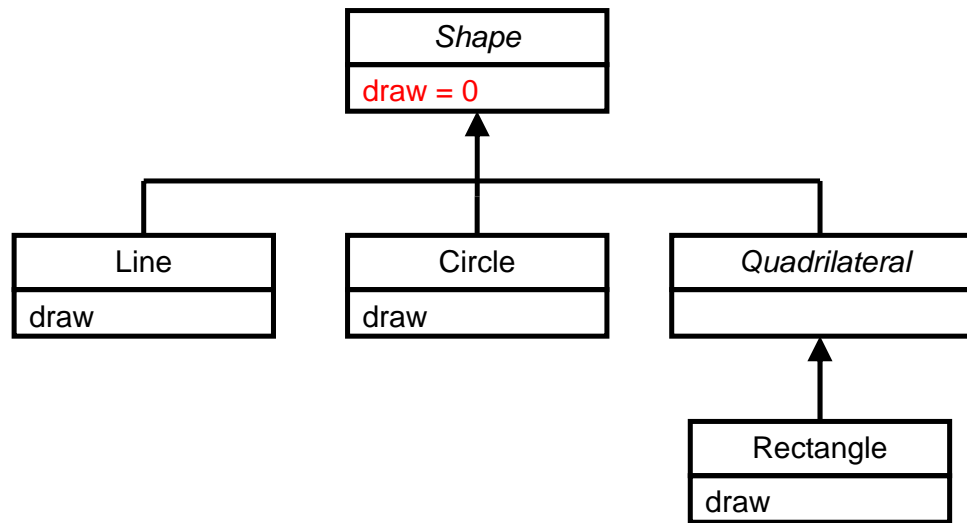 Shape
draw = 0
Line
draw
Circle
draw
Quadrilateral
Rectangle
draw